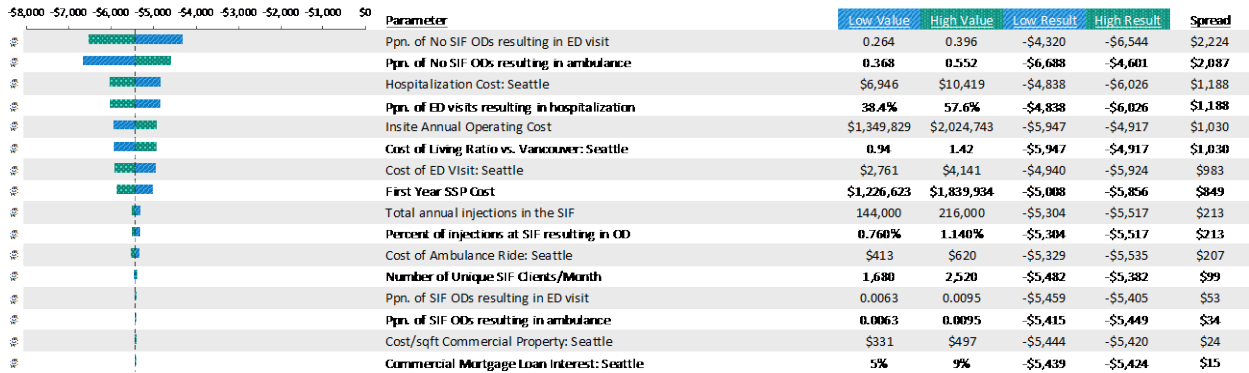 -$8,000 -$7,000 -$6,000 -$5,000 -$4,000 -$3,000 -$2,000 -$1,000 $0
Parameter Low Value High Value Low Result High Result Spread
Ppn. of No SIF ODs resulting in ED visit 0.264 0.396 -$4,320 -$6,544 $2,224
Ppn. of No SIF ODs resulting in ambulance 0.368 0.552 -$6,688 -$4,601 $2,087
Hospitalization Cost: Seattle $6,946 $10,419 -$4,838 -$6,026 $1,188
Ppn. of ED visits resulting in hospitalization 38.4% 57.6% -$4,838 -$6,026 $1,188
Insite Annual Operating Cost $1,349,829 $2,024,743 -$5,947 -$4,917 $1,030
Cost of Living Ratio vs. Vancouver: Seattle 0.94 1.42 -$5,947 -$4,917 $1,030
Cost of ED VIsit: Seattle $2,761 $4,141 -$4,940 -$5,924 $983
First Year SSP Cost $1,226,623 $1,839,934 -$5,008 -$5,856 $849
Total annual injections in the SIF 144,000 216,000 -$5,304 -$5,517 $213
Percent of injections at SIF resulting in OD 0.760% 1.140% -$5,304 -$5,517 $213
Cost of Ambulance Ride: Seattle $413 $620 -$5,329 -$5,535 $207
Number of Unique SIF Clients/Month 1,680 2,520 -$5,482 -$5,382 $99
Ppn. of SIF ODs resulting in ED visit 0.0063 0.0095 -$5,459 -$5,405 $53
Ppn. of SIF ODs resulting in ambulance 0.0063 0.0095 -$5,415 -$5,449 $34
Cost/sqft Commercial Property: Seattle $331 $497 -$5,444 -$5,420 $24
Commercial Mortgage Loan Interest: Seattle 5% 9% -$5,439 -$5,424 $15